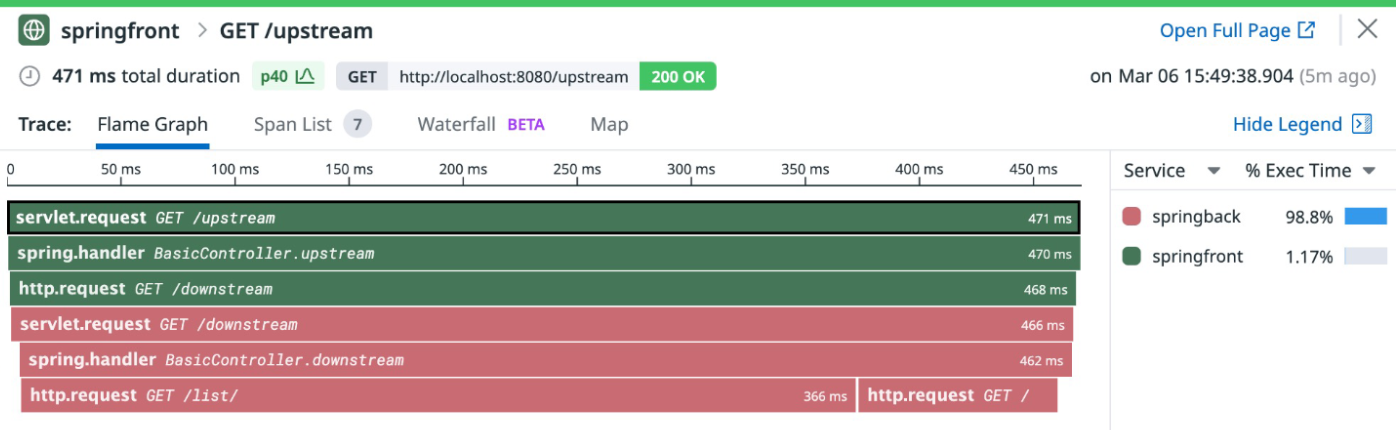 springfront > GET /upstream Open Full Page
471 ms total duration p40 GET http://localhost:8080/upstream 200 OK on Mar 06 15:49:38.904 (5m ago)
Trace: Flame Graph Span List 7 Waterfall BETA Map Hide Legend
0 50 ms 100 ms 150 ms 200 ms 250 ms 300 ms 350 ms 400 ms 450 ms Service % Exec Time
servlet.request GET /upstream 471 ms springback 98.8%
spring.handler BasicController.upstream 470 ms springfront 1.17%
http.request GET /downstream 468 ms
servlet.request GET /downstream 466 ms
spring.handler BasicController.downstream 462 ms
http.request GET /list/ 366 ms http.request GET /